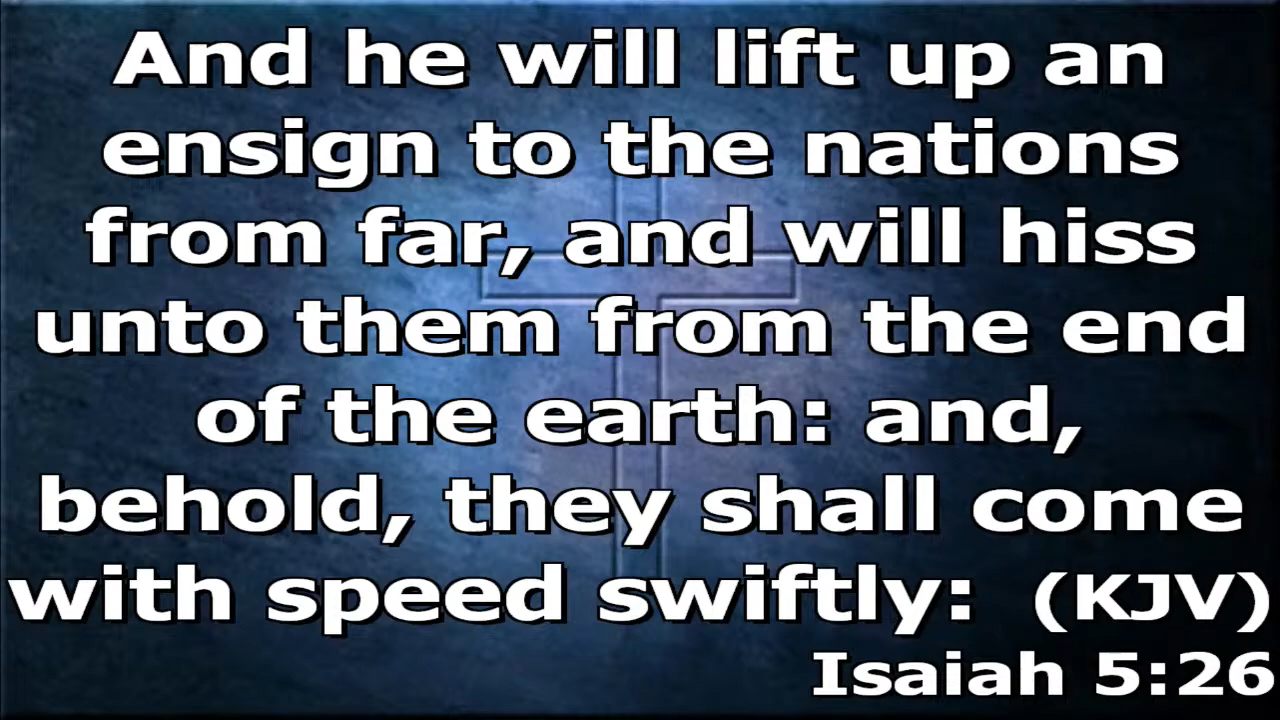 And he will lift up an
ensign to the nations
from far, and will hiss
unto them from the end
of the earth: and,
behold, they shall come
with speed swiftly: (KJV)
Isaiah 5:26